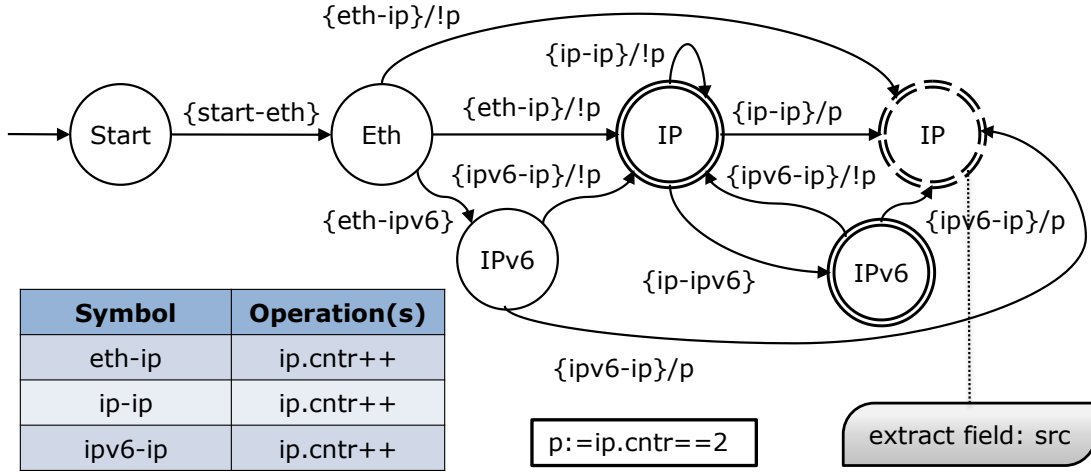 {eth-ip}/!p
{ip-ip}/!p
Start
{start-eth}
Eth
{eth-ip}/!p
IP
{ip-ip}/p
IP
{ipv6-ip}/!p
{ipv6-ip}/!p
{eth-ipv6}
{ipv6-ip}/p
IPv6
{ip-ipv6}
IPv6
Symbol Operation(s)
eth-ip ip.cntr++
ip-ip ip.cntr++
ipv6-ip ip.cntr++
{ipv6-ip}/p
p:=ip.cntr==2
extract field: src